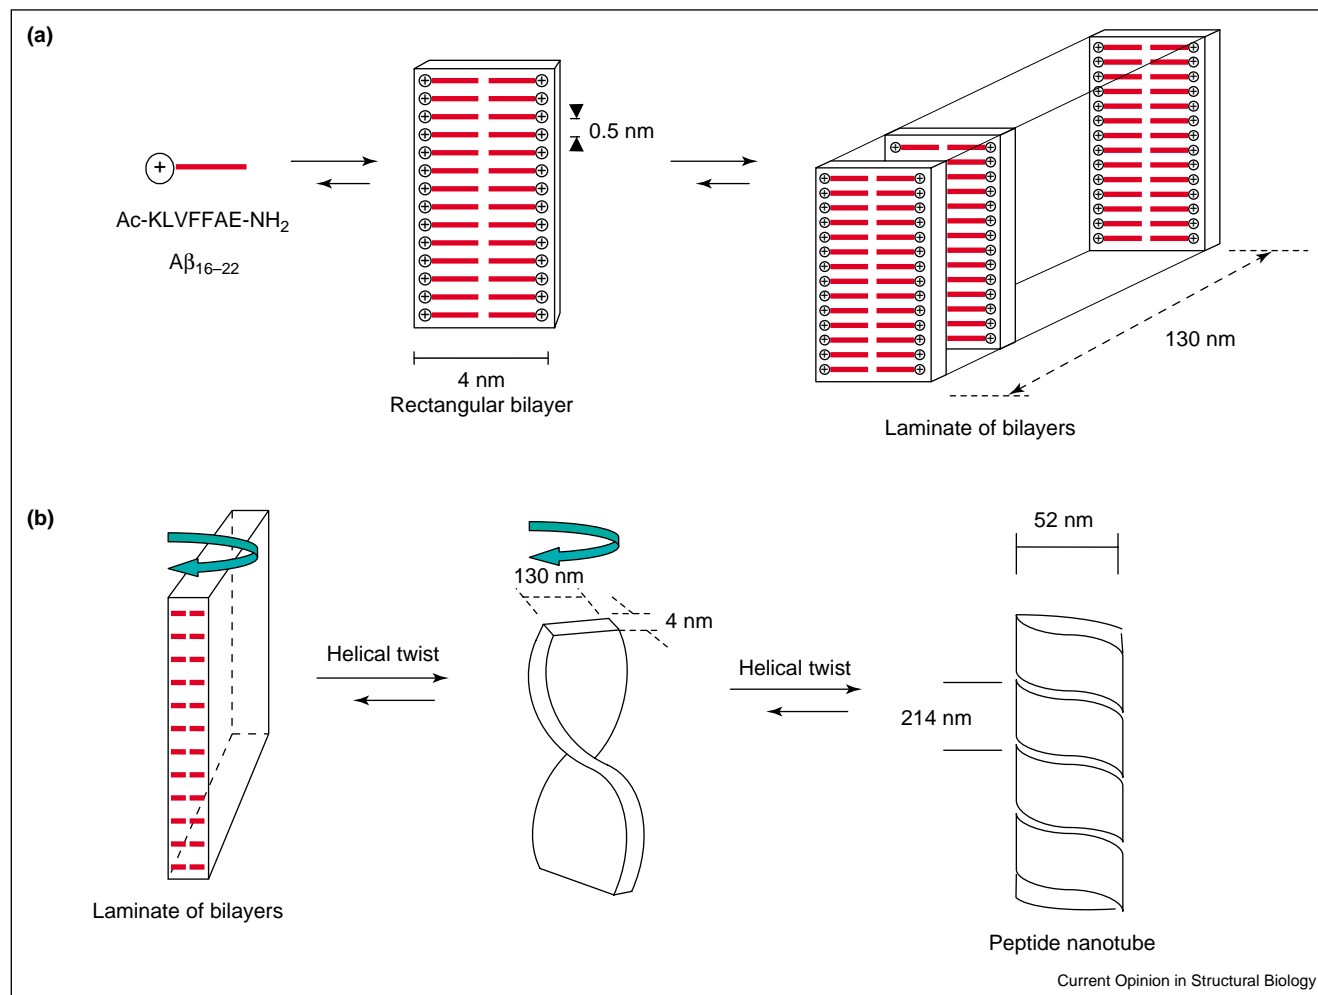 (a)
0.5 nm
Ac-KLVFFAE-NH₂
Aβ₁₆₋₂₂
4 nm
Rectangular bilayer
130 nm
Laminate of bilayers
(b)
52 nm
130 nm
4 nm
Helical twist
Helical twist
214 nm
Laminate of bilayers
Peptide nanotube
Current Opinion in Structural Biology